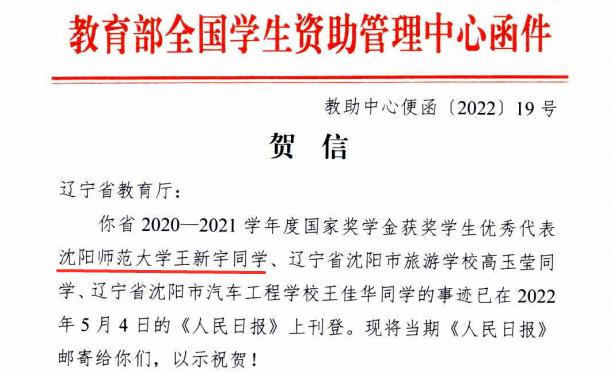 教育部全国学生资助管理中心函件
教助中心便函〔2022〕19号
贺 信
辽宁省教育厅：
你省2020—2021学年度国家奖学金获奖学生优秀代表
沈阳师范大学王新宇同学、辽宁省沈阳市旅游学校高玉莹同
学、辽宁省沈阳市汽车工程学校王佳华同学的事迹已在2022
年5月4日的《人民日报》上刊登。现将当期《人民日报》
邮寄给你们，以示祝贺！